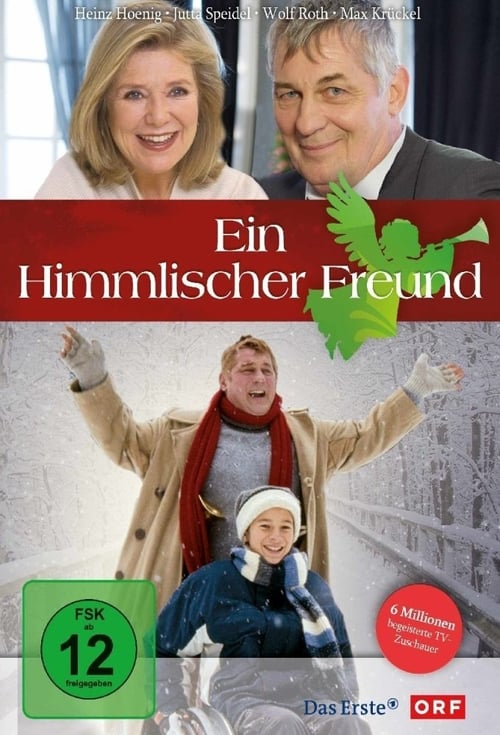 Heinz Hoenig • Jutta Speidel • Wolf Roth • Max Krückel
Ein
Himmlischer Freund
6 Millionen
begeisterte TV-
Zuschauer
FSK
ab
12
freigegeben
Das Erste
ORF